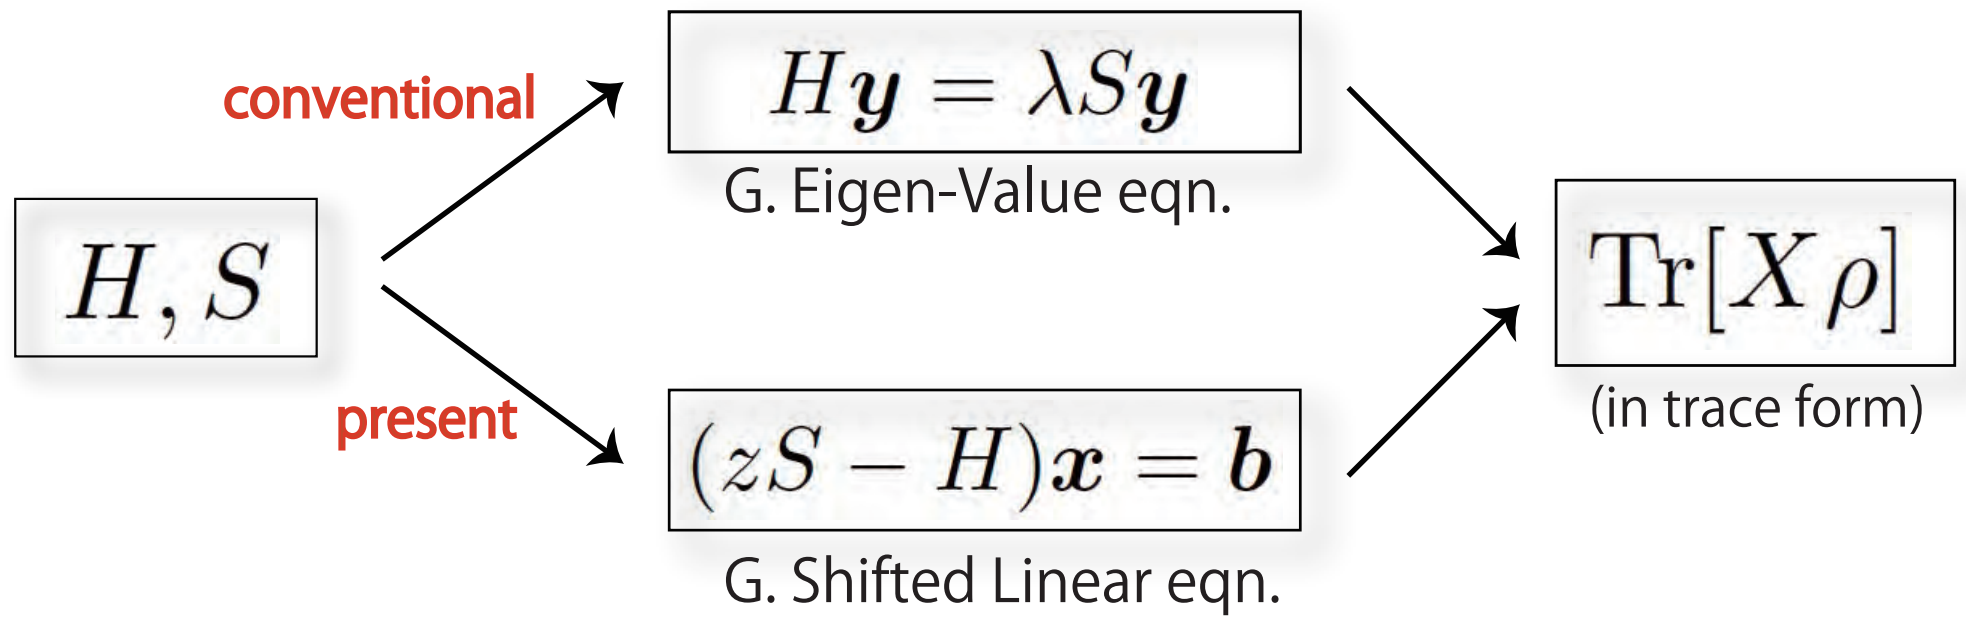 conventional
H𝒚 = λS𝒚
G. Eigen-Value eqn.
H, S
Tr[X ρ]
(in trace form)
present
(zS − H)𝒙 = 𝒃
G. Shifted Linear eqn.